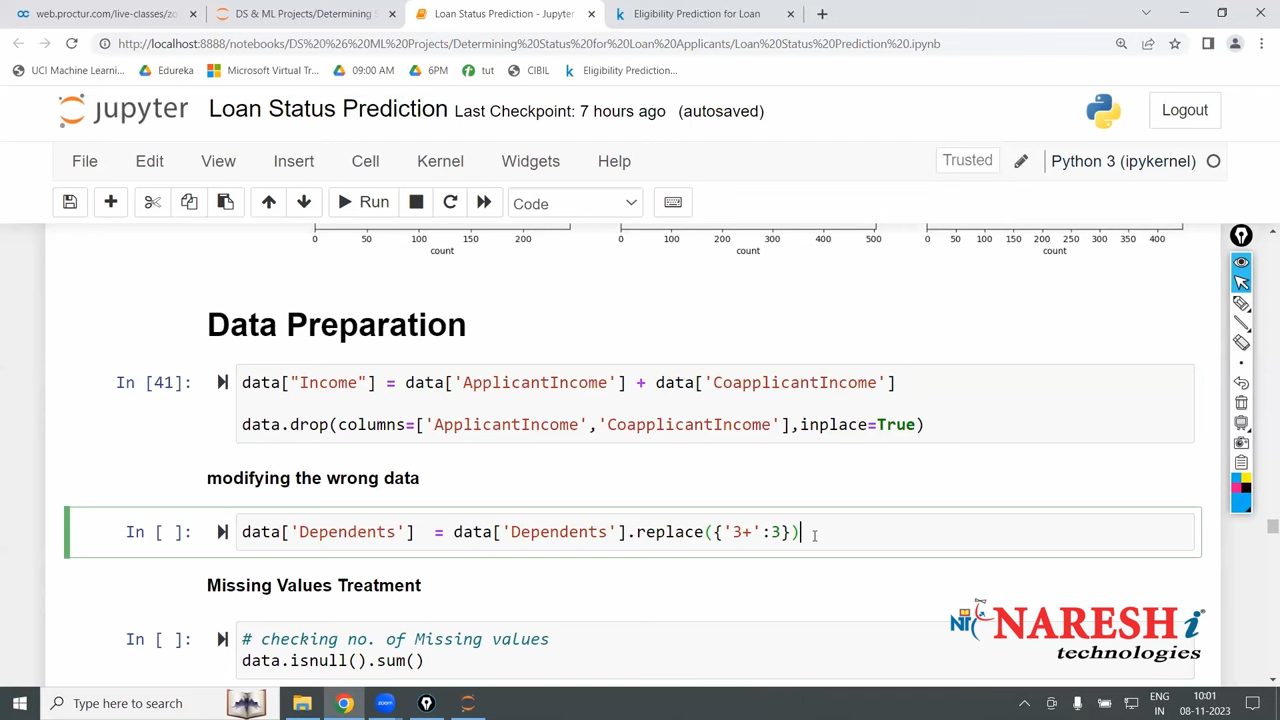 web.proctur.com/live-classes/zo
DS & ML Projects/Determining S
Loan Status Prediction - Jupyter
Eligibility Prediction for Loan
http://localhost:8888/notebooks/DS%20%26%20ML%20Projects/Determining%20Status%20for%20Loan%20Applicants/Loan%20Status%20Prediction%20.ipynb
UCI Machine Learni...
Edureka
Microsoft Virtual Tr...
09:00 AM
6PM
tut
CIBIL
Eligibility Prediction...
jupyter
Loan Status Prediction Last Checkpoint: 7 hours ago (autosaved)
Logout
File Edit View Insert Cell Kernel Widgets Help
Trusted
Python 3 (ipykernel)
Run
Code
0 50 100 150 200
0 100 200 300 400 500
0 50 100 150 200 250 300 350 400
count count count
Data Preparation
In [41]:
data["Income"] = data['ApplicantIncome'] + data['CoapplicantIncome']
data.drop(columns=['ApplicantIncome','CoapplicantIncome'],inplace=True)
modifying the wrong data
In [ ]:
data['Dependents']  = data['Dependents'].replace({'3+':3})
Missing Values Treatment
In [ ]:
# checking no. of Missing values
data.isnull().sum()
NARESH i
technologies
Type here to search
ENG
IN
10:01
08-11-2023